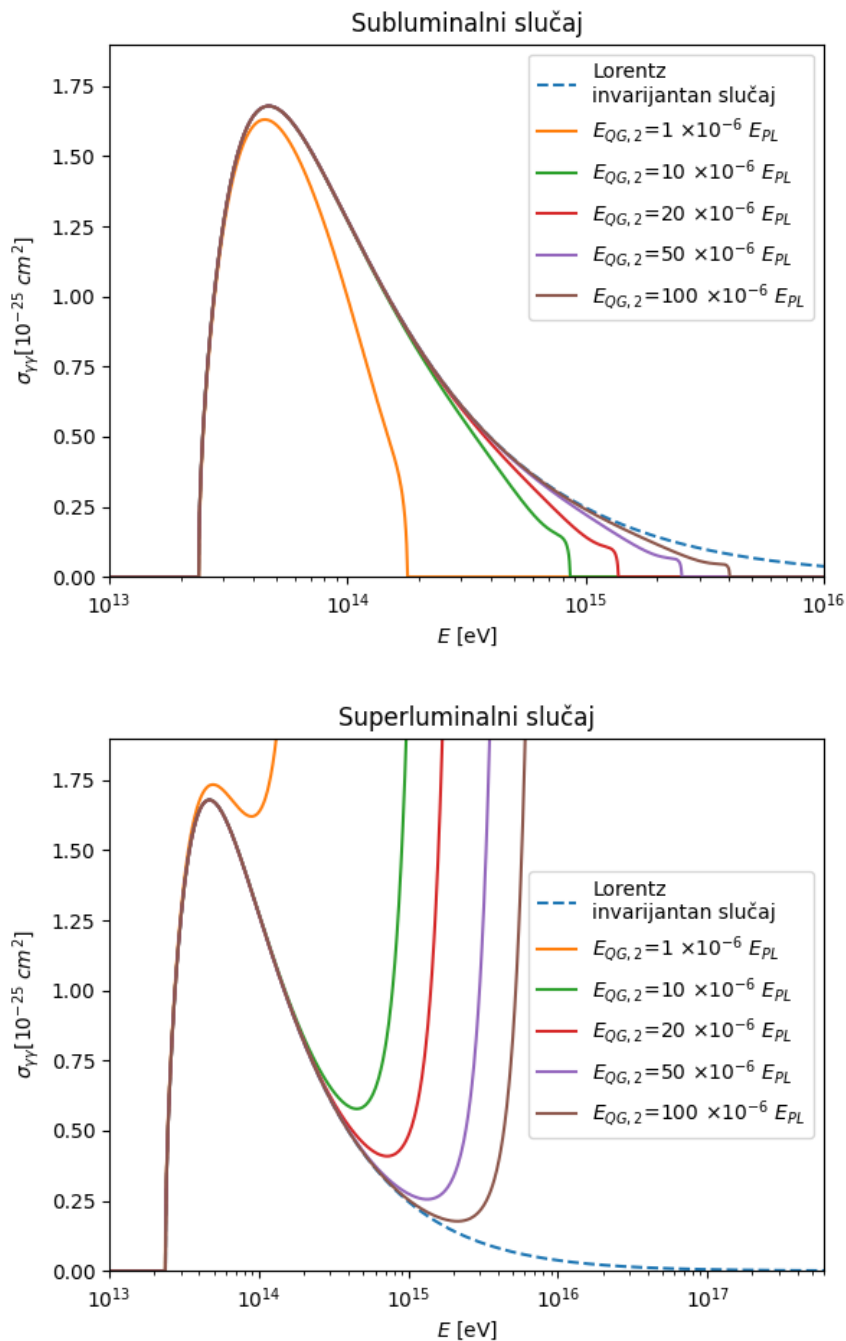 Subluminalni slučaj
1.75
1.50
1.25
1.00
0.75
0.50
0.25
0.00
σγγ[10⁻²⁵ cm²]
Lorentz
invarijantan slučaj
E_QG,2=1 ×10⁻⁶ E_PL
E_QG,2=10 ×10⁻⁶ E_PL
E_QG,2=20 ×10⁻⁶ E_PL
E_QG,2=50 ×10⁻⁶ E_PL
E_QG,2=100 ×10⁻⁶ E_PL
10¹³ 10¹⁴ 10¹⁵ 10¹⁶
E [eV]
Superluminalni slučaj
1.75
1.50
1.25
1.00
0.75
0.50
0.25
0.00
σγγ[10⁻²⁵ cm²]
Lorentz
invarijantan slučaj
E_QG,2=1 ×10⁻⁶ E_PL
E_QG,2=10 ×10⁻⁶ E_PL
E_QG,2=20 ×10⁻⁶ E_PL
E_QG,2=50 ×10⁻⁶ E_PL
E_QG,2=100 ×10⁻⁶ E_PL
10¹³ 10¹⁴ 10¹⁵ 10¹⁶ 10¹⁷
E [eV]